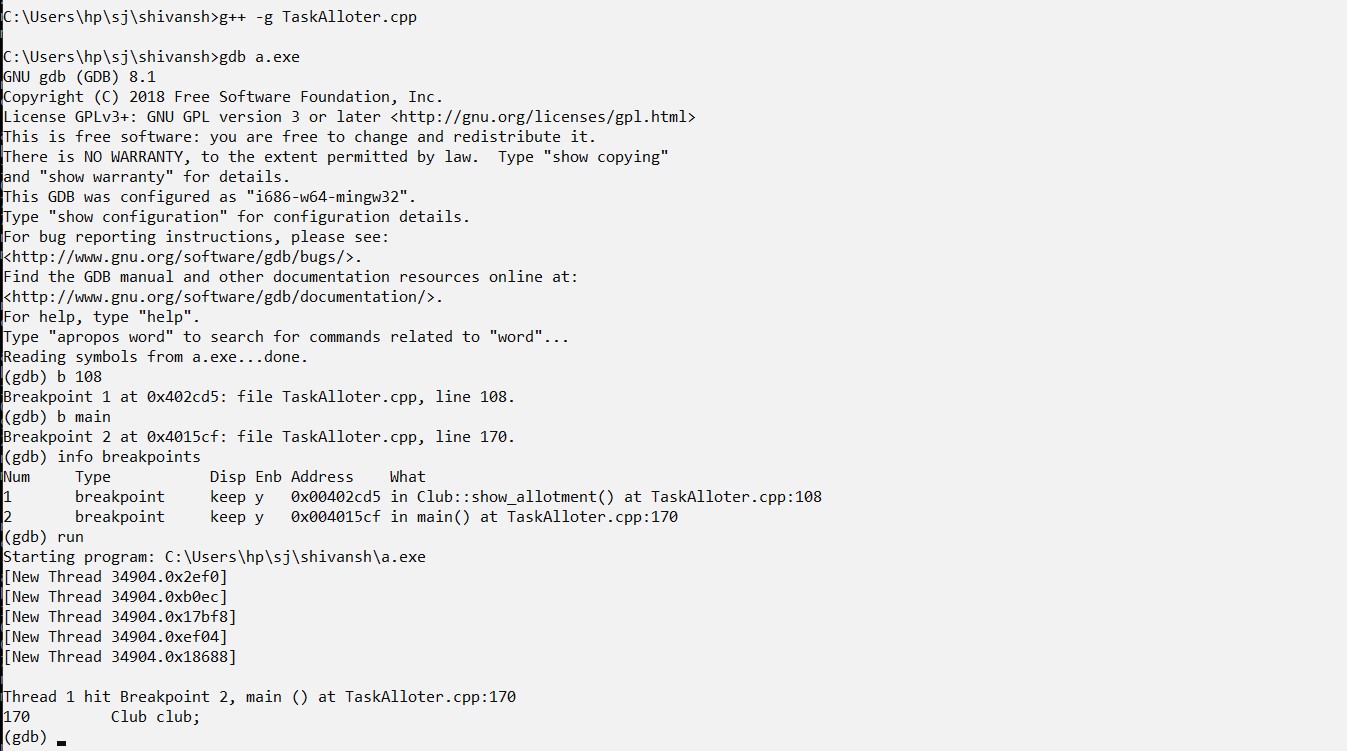 C:\Users\hp\sj\shivansh>g++ -g TaskAlloter.cpp
C:\Users\hp\sj\shivansh>gdb a.exe
GNU gdb (GDB) 8.1
Copyright (C) 2018 Free Software Foundation, Inc.
License GPLv3+: GNU GPL version 3 or later <http://gnu.org/licenses/gpl.html>
This is free software: you are free to change and redistribute it.
There is NO WARRANTY, to the extent permitted by law.  Type "show copying"
and "show warranty" for details.
This GDB was configured as "i686-w64-mingw32".
Type "show configuration" for configuration details.
For bug reporting instructions, please see:
<http://www.gnu.org/software/gdb/bugs/>.
Find the GDB manual and other documentation resources online at:
<http://www.gnu.org/software/gdb/documentation/>.
For help, type "help".
Type "apropos word" to search for commands related to "word"...
Reading symbols from a.exe...done.
(gdb) b 108
Breakpoint 1 at 0x402cd5: file TaskAlloter.cpp, line 108.
(gdb) b main
Breakpoint 2 at 0x4015cf: file TaskAlloter.cpp, line 170.
(gdb) info breakpoints
Num     Type           Disp Enb Address    What
1       breakpoint     keep y   0x00402cd5 in Club::show_allotment() at TaskAlloter.cpp:108
2       breakpoint     keep y   0x004015cf in main() at TaskAlloter.cpp:170
(gdb) run
Starting program: C:\Users\hp\sj\shivansh\a.exe
[New Thread 34904.0x2ef0]
[New Thread 34904.0xb0ec]
[New Thread 34904.0x17bf8]
[New Thread 34904.0xef04]
[New Thread 34904.0x18688]
Thread 1 hit Breakpoint 2, main () at TaskAlloter.cpp:170
170         Club club;
(gdb)